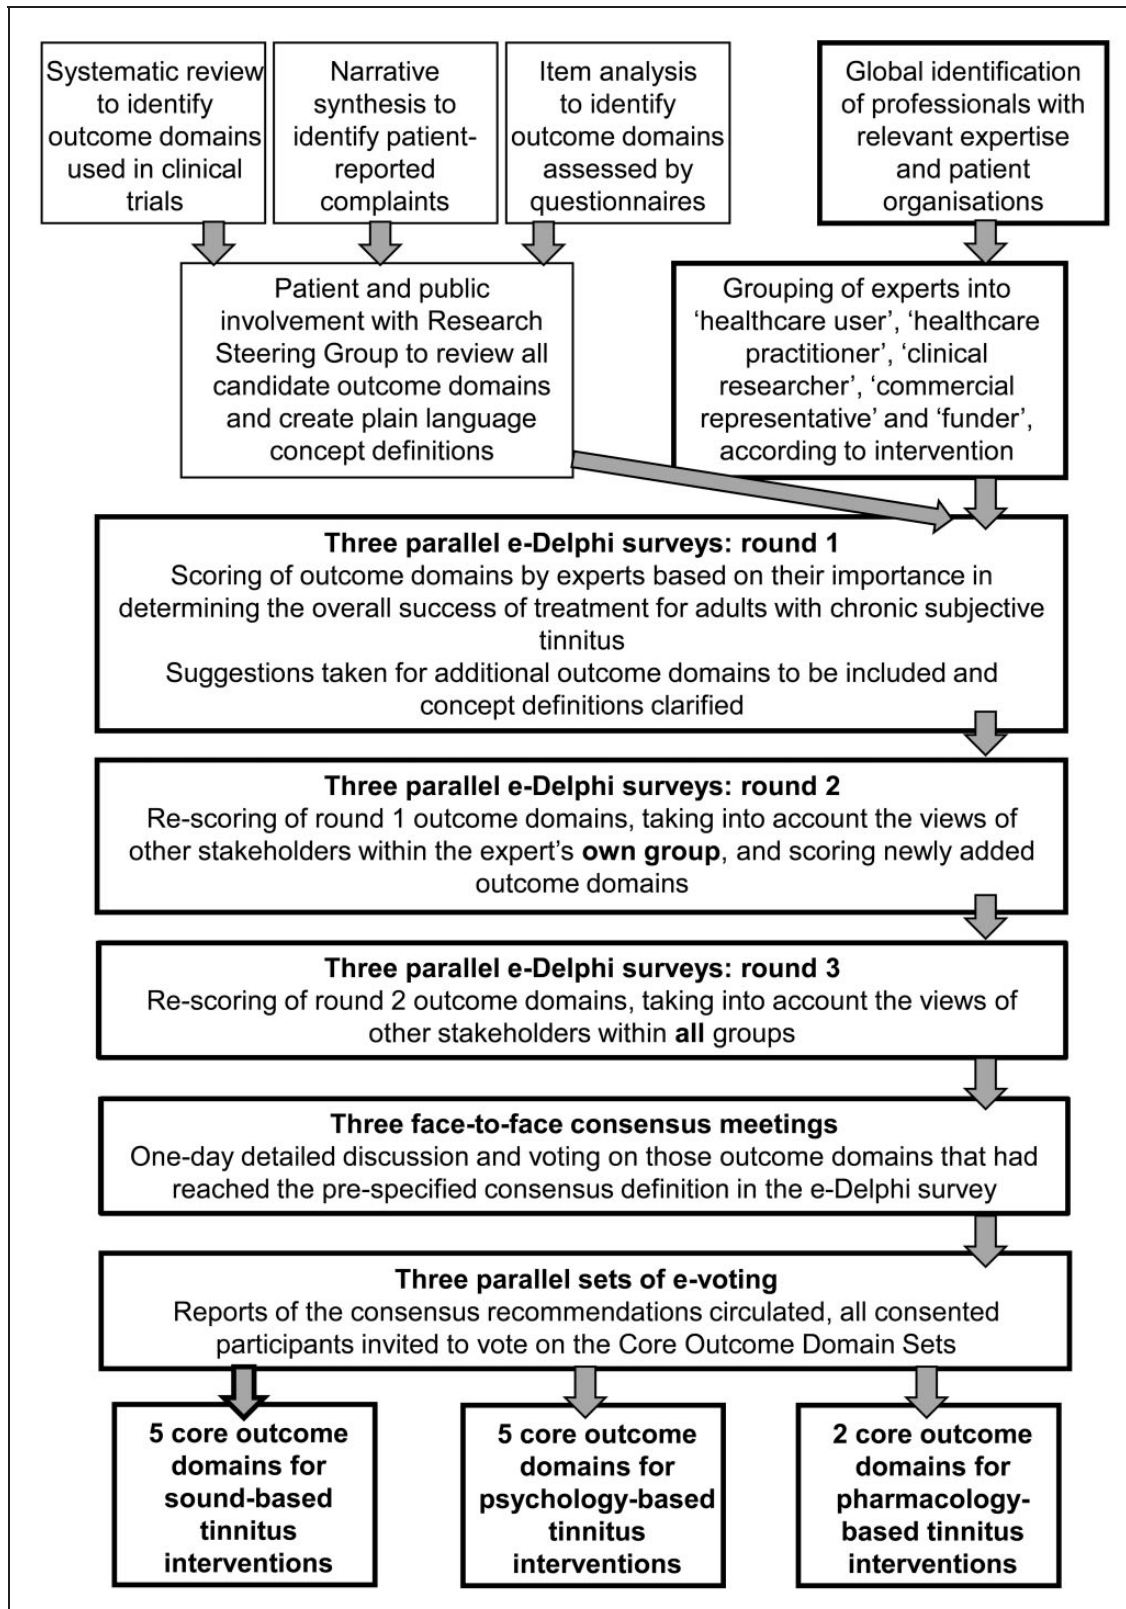 Systematic review
to identify
outcome domains
used in clinical
trials
Narrative
synthesis to
identify patient-
reported
complaints
Item analysis
to identify
outcome domains
assessed by
questionnaires
Global identification
of professionals with
relevant expertise
and patient
organisations
Patient and public
involvement with Research
Steering Group to review all
candidate outcome domains
and create plain language
concept definitions
Grouping of experts into
‘healthcare user’, ‘healthcare
practitioner’, ‘clinical
researcher’, ‘commercial
representative’ and ‘funder’,
according to intervention
Three parallel e-Delphi surveys: round 1
Scoring of outcome domains by experts based on their importance in
determining the overall success of treatment for adults with chronic subjective
tinnitus
Suggestions taken for additional outcome domains to be included and
concept definitions clarified
Three parallel e-Delphi surveys: round 2
Re-scoring of round 1 outcome domains, taking into account the views of
other stakeholders within the expert’s own group, and scoring newly added
outcome domains
Three parallel e-Delphi surveys: round 3
Re-scoring of round 2 outcome domains, taking into account the views of
other stakeholders within all groups
Three face-to-face consensus meetings
One-day detailed discussion and voting on those outcome domains that had
reached the pre-specified consensus definition in the e-Delphi survey
Three parallel sets of e-voting
Reports of the consensus recommendations circulated, all consented
participants invited to vote on the Core Outcome Domain Sets
5 core outcome
domains for
sound-based
tinnitus
interventions
5 core outcome
domains for
psychology-based
tinnitus
interventions
2 core outcome
domains for
pharmacology-
based tinnitus
interventions